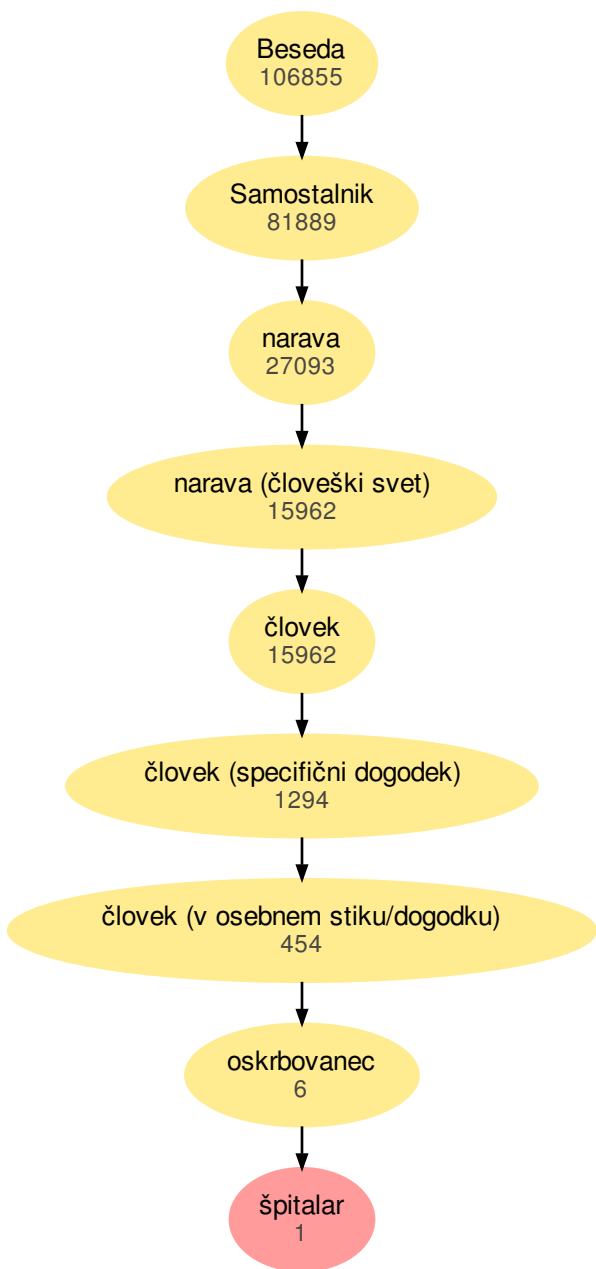 Beseda
106855
Samostalnik
81889
narava
27093
narava (človeški svet)
15962
človek
15962
človek (specifični dogodek)
1294
človek (v osebnem stiku/dogodku)
454
oskrbovanec
6
špitalar
1